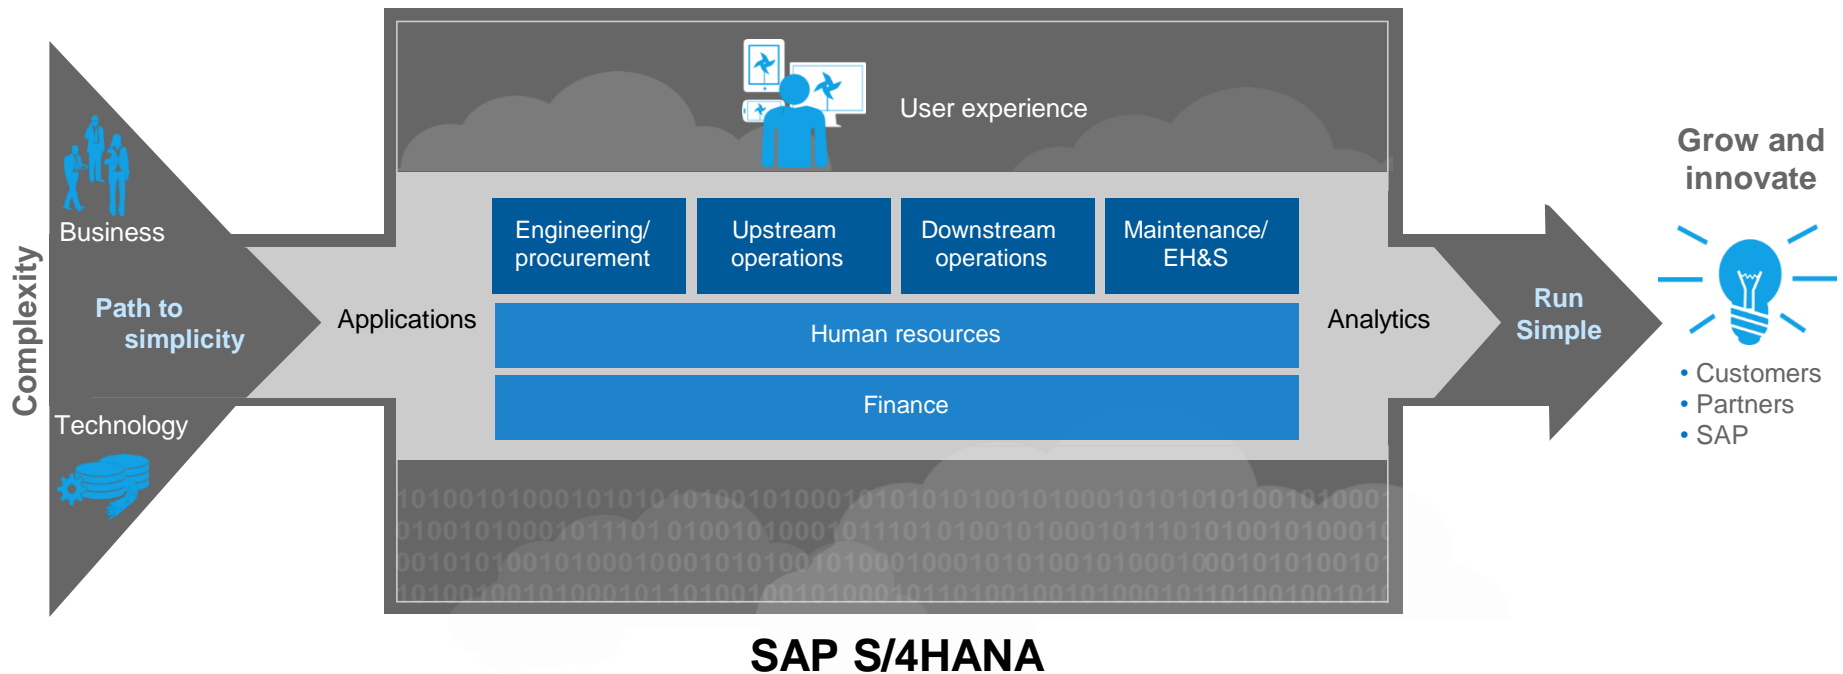 User experience
Grow and
innovate
Complexity
Business
Path to
simplicity
Technology
Applications
Engineering/
procurement
Upstream
operations
Downstream
operations
Maintenance/
EH&S
Human resources
Finance
Analytics
Run
Simple
• Customers
• Partners
• SAP
SAP S/4HANA